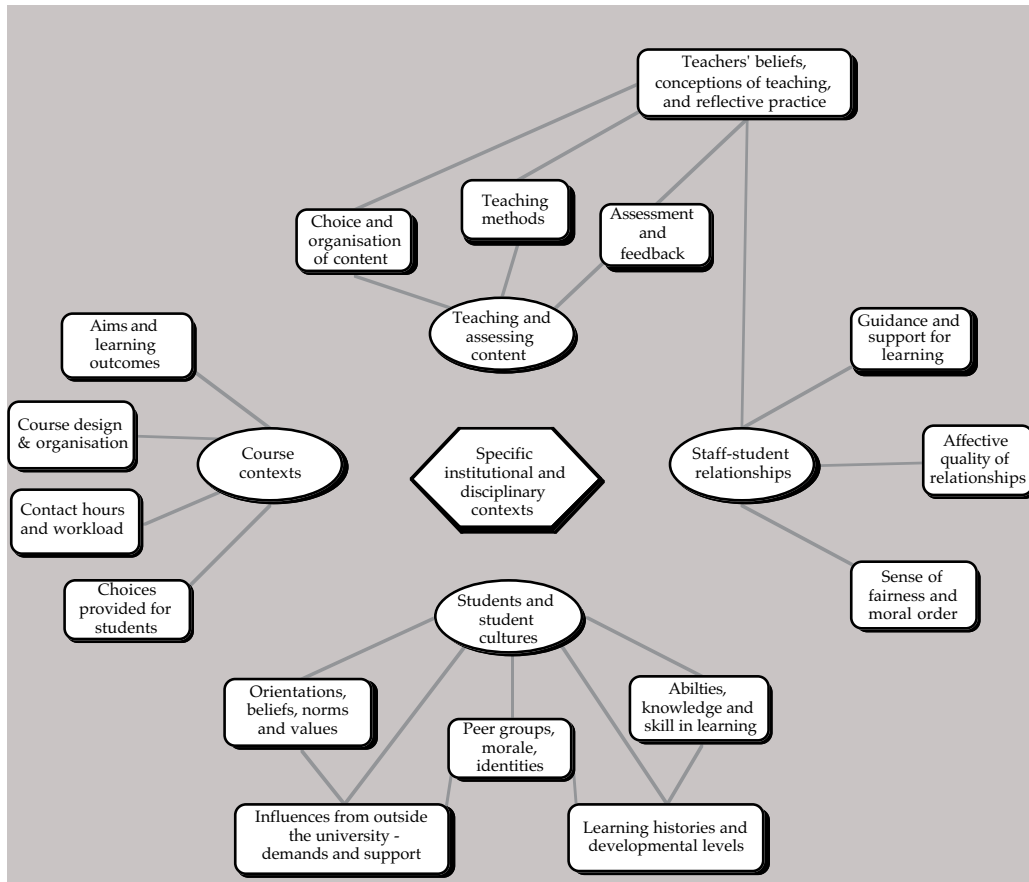 Teachers' beliefs,
conceptions of teaching,
and reflective practice
Teaching
methods
Choice and
organisation
of content
Assessment
and
feedback
Teaching and
assessing
content
Aims and
learning
outcomes
Guidance and
support for
learning
Course design
& organisation
Course
contexts
Specific
institutional and
disciplinary
contexts
Staff-student
relationships
Affective
quality of
relationships
Contact hours
and workload
Choices
provided for
students
Students and
student
cultures
Sense of
fairness and
moral order
Orientations,
beliefs, norms
and values
Peer groups,
morale,
identities
Abilties,
knowledge and
skill in learning
Influences from outside
the university -
demands and support
Learning histories and
developmental levels